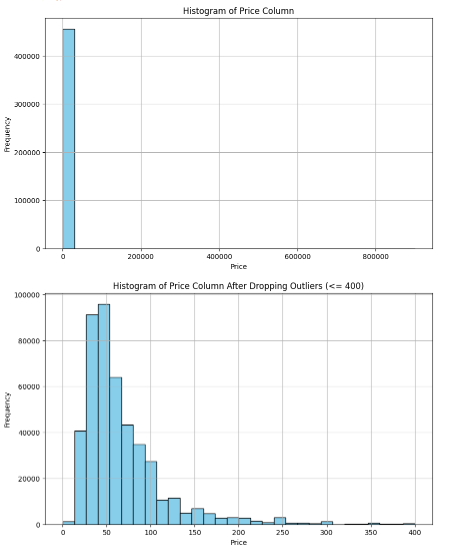 Histogram of Price Column
400000
300000
200000
100000
0
Frequency
0 200000 400000 600000 800000
Price
Histogram of Price Column After Dropping Outliers (<= 400)
100000
80000
60000
40000
20000
0
Frequency
0 50 100 150 200 250 300 350 400
Price